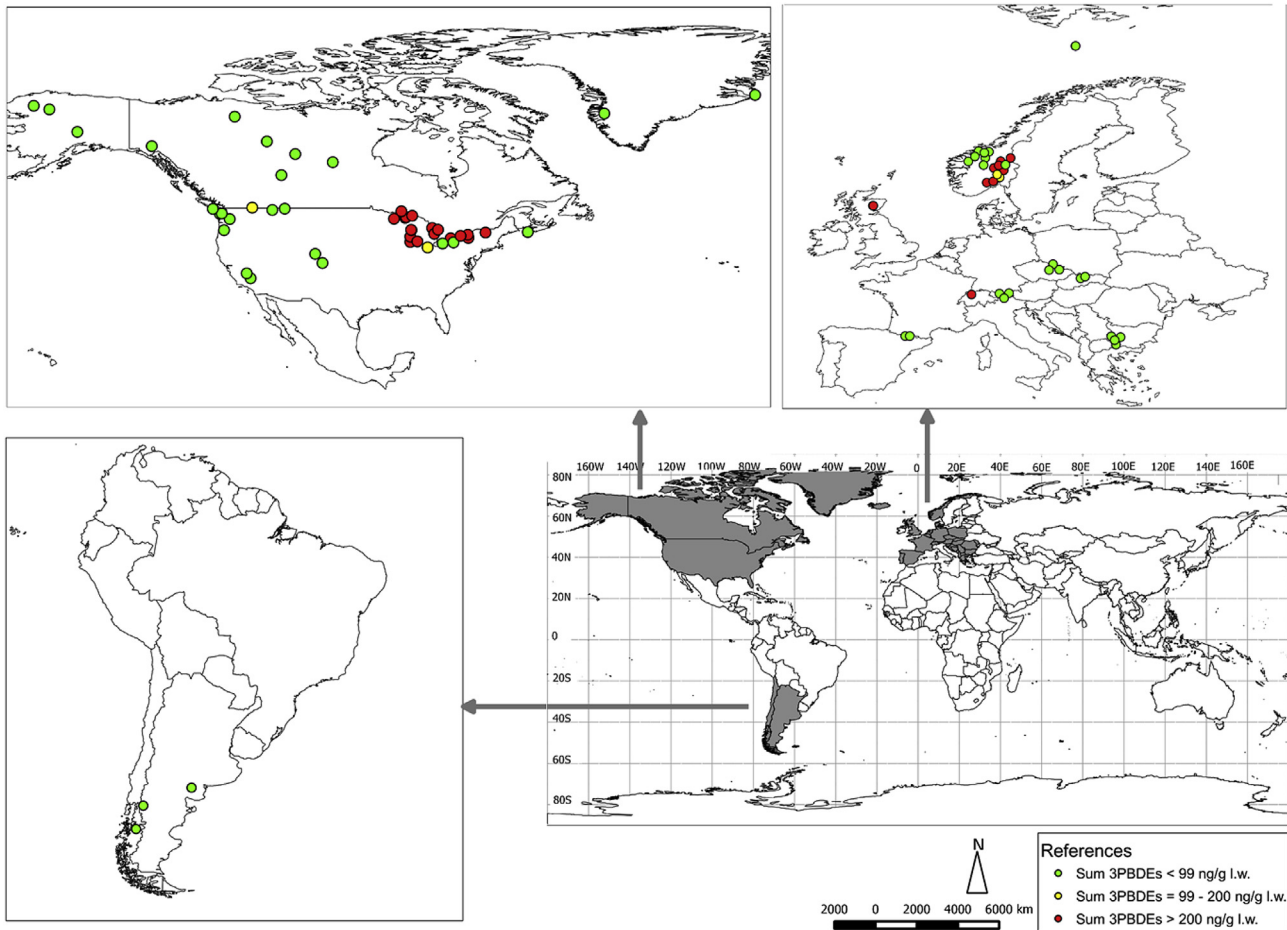 160W 140W 120W 100W 80W 60W 40W 20W 0 20E 40E 60E 80E 100E 120E 140E 160E
80N
60N
40N
20N
0
20S
40S
60S
80S
N
2000 0 2000 4000 6000 km
References
Sum 3PBDEs < 99 ng/g l.w.
Sum 3PBDEs = 99 - 200 ng/g l.w.
Sum 3PBDEs > 200 ng/g l.w.